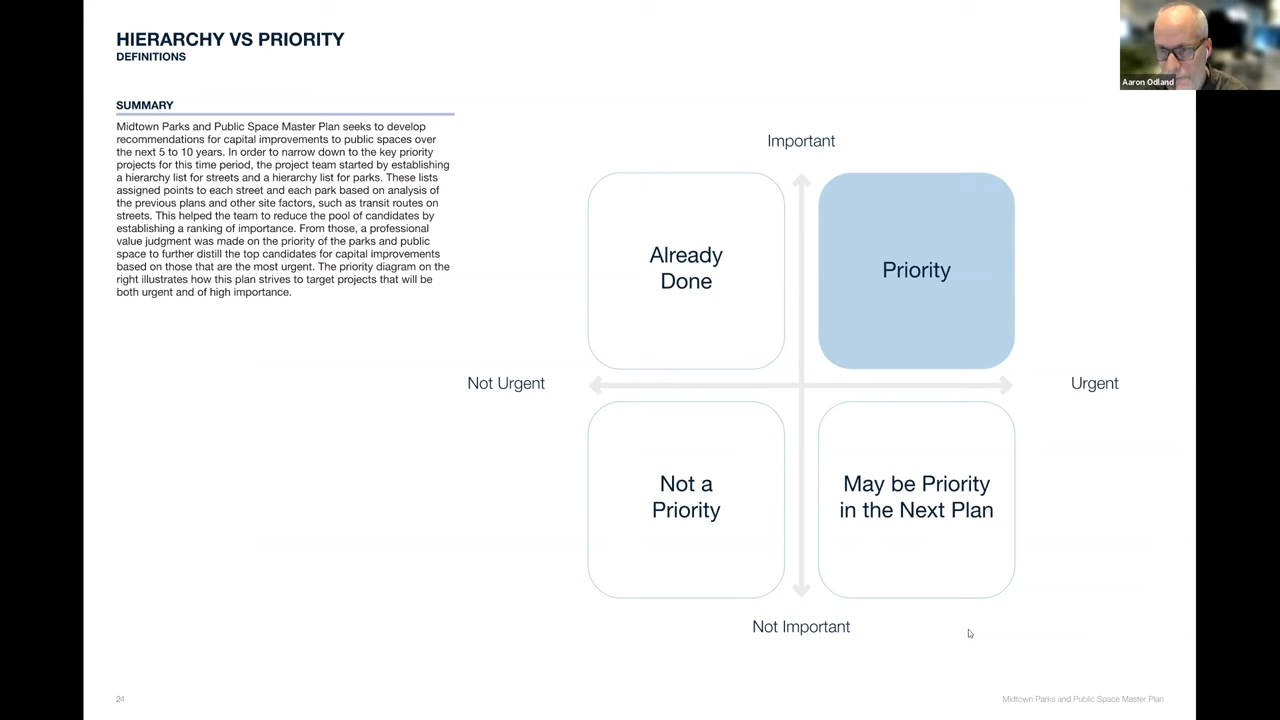 HIERARCHY VS PRIORITY
DEFINITIONS
SUMMARY
Midtown Parks and Public Space Master Plan seeks to develop
recommendations for capital improvements to public spaces over
the next 5 to 10 years. In order to narrow down to the key priority
projects for this time period, the project team started by establishing
a hierarchy list for streets and a hierarchy list for parks. These lists
assigned points to each street and each park based on analysis of
the previous plans and other site factors, such as transit routes on
streets. This helped the team to reduce the pool of candidates by
establishing a ranking of importance. From those, a professional
value judgment was made on the priority of the parks and public
space to further distill the top candidates for capital improvements
based on those that are the most urgent. The priority diagram on the
right illustrates how this plan strives to target projects that will be
both urgent and of high importance.
Important
Already
Done
Priority
Not Urgent
Urgent
Not a
Priority
May be Priority
in the Next Plan
Not Important
24
Midtown Parks and Public Space Master Plan
Aaron Odland